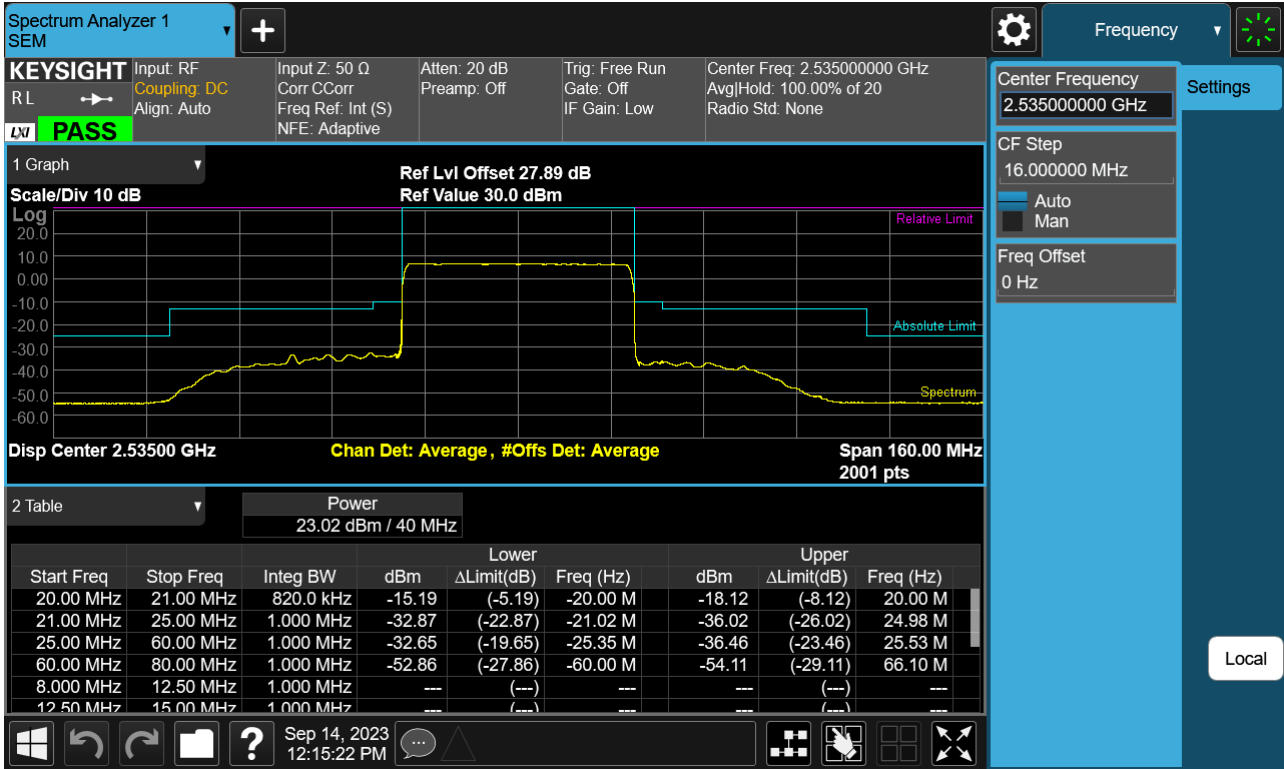 Spectrum Analyzer 1
SEM
Frequency
KEYSIGHT
R L
LXI PASS
Input: RF
Coupling: DC
Align: Auto
Input Z: 50 Ω
Corr CCorr
Freq Ref: Int (S)
NFE: Adaptive
Atten: 20 dB
Preamp: Off
Trig: Free Run
Gate: Off
IF Gain: Low
Center Freq: 2.535000000 GHz
Avg|Hold: 100.00% of 20
Radio Std: None
1 Graph
Ref Lvl Offset 27.89 dB
Scale/Div 10 dB Ref Value 30.0 dBm
Log
Relative Limit
20.0
10.0
0.00
-10.0
-20.0
Absolute Limit
-30.0
-40.0
-50.0
Spectrum
-60.0
Disp Center 2.53500 GHz Chan Det: Average , #Offs Det: Average Span 160.00 MHz
2001 pts
2 Table
Power
23.02 dBm / 40 MHz
Lower Upper
Start Freq Stop Freq Integ BW dBm ΔLimit(dB) Freq (Hz) dBm ΔLimit(dB) Freq (Hz)
20.00 MHz 21.00 MHz 820.0 kHz -15.19 (-5.19) -20.00 M -18.12 (-8.12) 20.00 M
21.00 MHz 25.00 MHz 1.000 MHz -32.87 (-22.87) -21.02 M -36.02 (-26.02) 24.98 M
25.00 MHz 60.00 MHz 1.000 MHz -32.65 (-19.65) -25.35 M -36.46 (-23.46) 25.53 M
60.00 MHz 80.00 MHz 1.000 MHz -52.86 (-27.86) -60.00 M -54.11 (-29.11) 66.10 M
8.000 MHz 12.50 MHz 1.000 MHz --- (---) --- --- (---) ---
12.50 MHz 15.00 MHz 1.000 MHz --- (---) --- --- (---) ---
Sep 14, 2023
12:15:22 PM
Center Frequency
2.535000000 GHz
CF Step
16.000000 MHz
Auto
Man
Freq Offset
0 Hz
Settings
Local